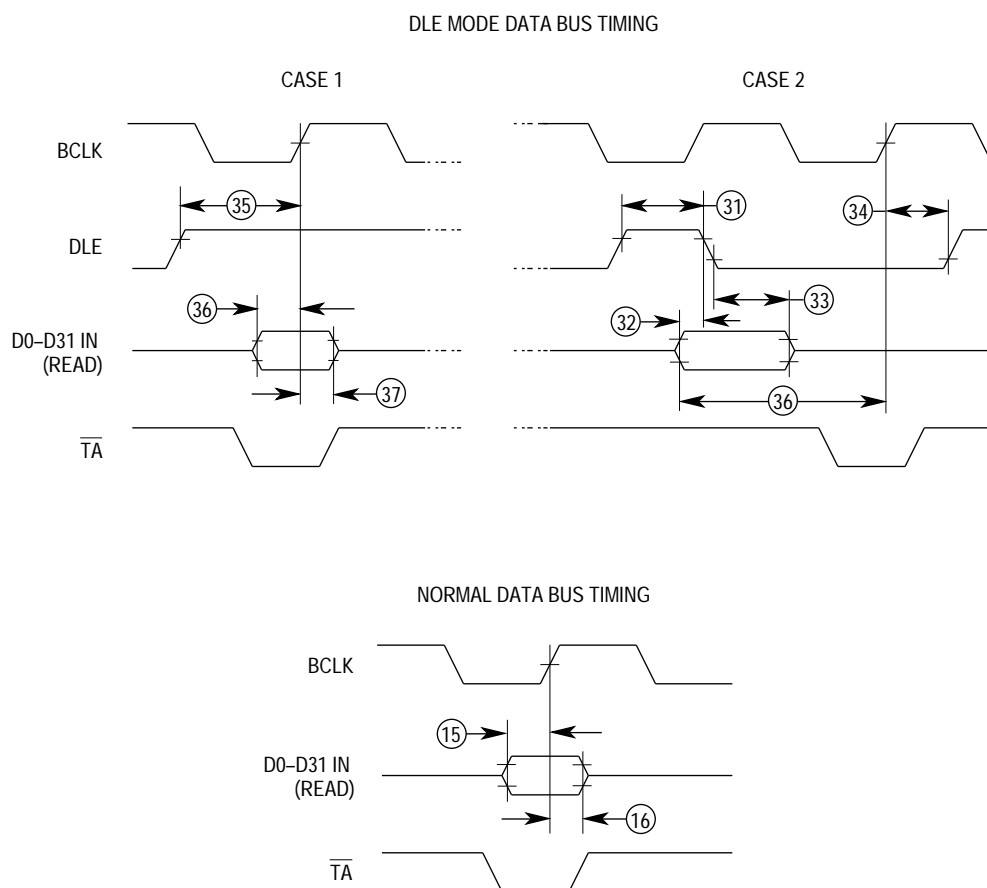 DLE MODE DATA BUS TIMING
CASE 1
CASE 2
BCLK
35
31
34
DLE
36
33
32
D0–D31 IN
(READ)
37
36
TA
NORMAL DATA BUS TIMING
BCLK
15
D0–D31 IN
(READ)
16
TA